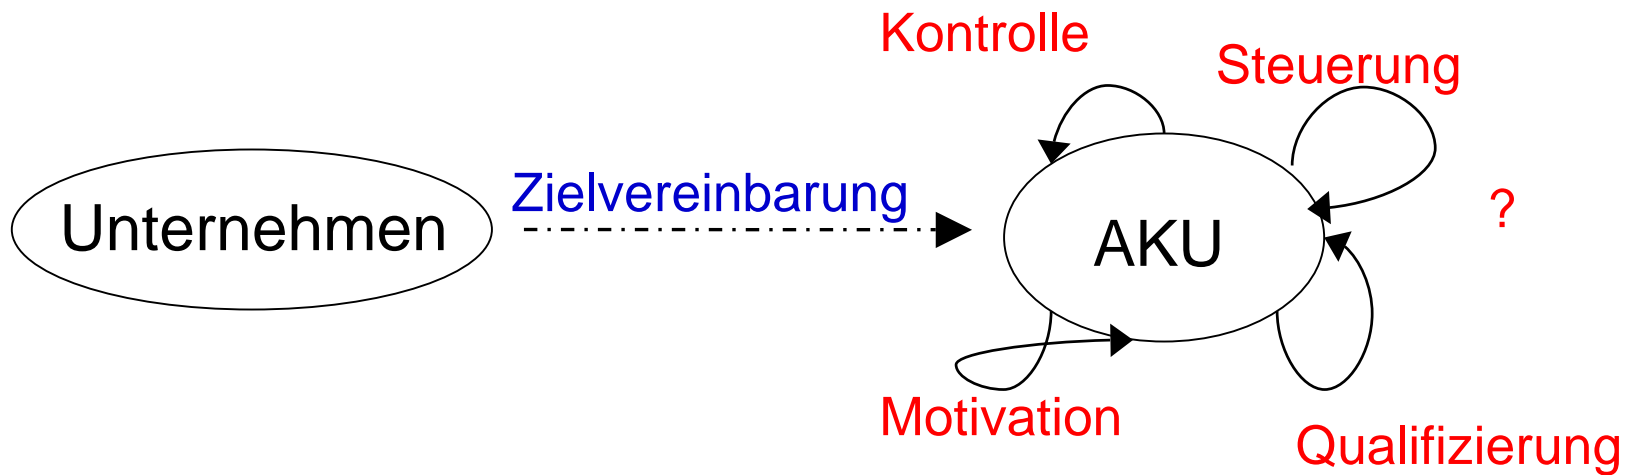 Kontrolle
Steuerung
Zielvereinbarung
?
Unternehmen
AKU
Motivation
Qualifizierung